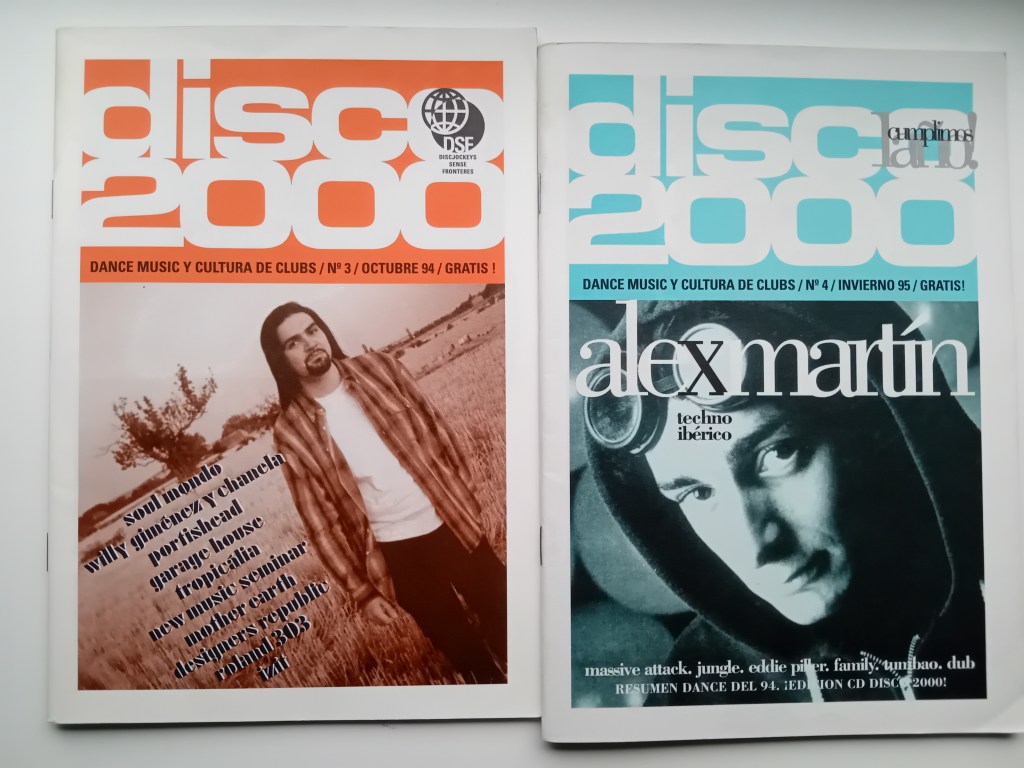 disco
2000
DSF
DISCJOCKEYS
SENSE
FRONTERES
DANCE MUSIC Y CULTURA DE CLUBS / Nº 3 / OCTUBRE 94 / GRATIS !
soul mondo
willy giménez y chanela
portishead
garage house
tropicália
new music seminar
mother earth
designers republic
roland 303
disco
2000
cumplimos
1 año!
DANCE MUSIC Y CULTURA DE CLUBS / Nº 4 / INVIERNO 95 / GRATIS!
alex martín
techno
ibérico
massive attack. jungle. eddie piller. family. tumbao. dub
RESUMEN DANCE DEL 94. ¡EDICION CD DISCO 2000!